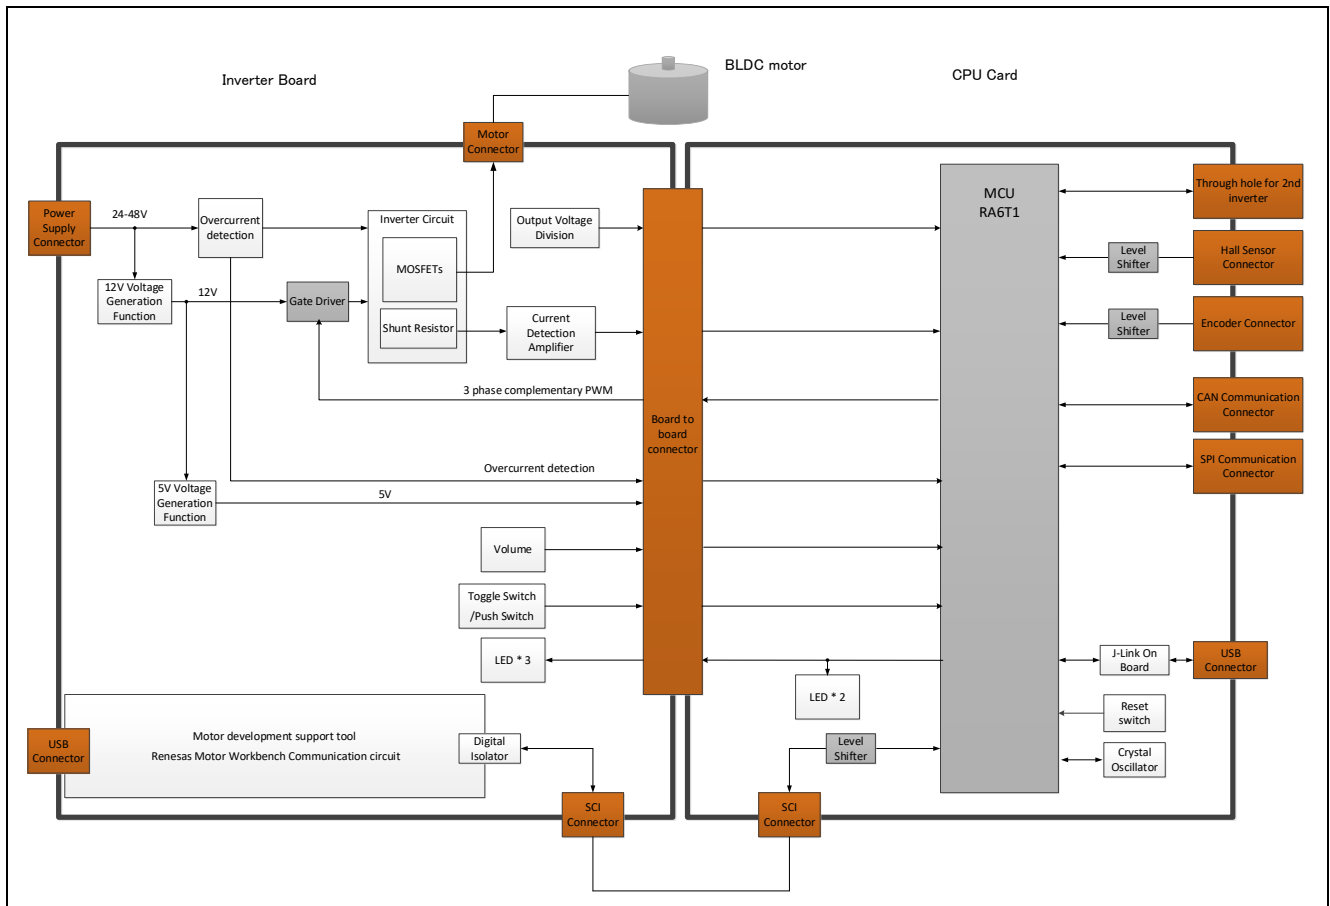 Inverter Board
BLDC motor
CPU Card
Motor
Connector
Power
Supply
Connector
24-48V
Overcurrent
detection
Inverter Circuit
MOSFETs
Shunt Resistor
Output Voltage
Division
12V Voltage
Generation
Function
12V
Gate Driver
Current
Detection
Amplifier
3 phase complementary PWM
Board to
board
connector
Overcurrent detection
5V Voltage
Generation
Function
5V
Volume
Toggle Switch
/Push Switch
LED * 3
USB
Connector
Motor development support tool
Renesas Motor Workbench Communication circuit
Digital
Isolator
SCI
Connector
MCU
RA6T1
Through hole for 2nd
inverter
Level
Shifter
Hall Sensor
Connector
Level
Shifter
Encoder Connector
CAN Communication
Connector
SPI Communication
Connector
J-Link On
Board
USB
Connector
LED * 2
Reset
switch
Level
Shifter
Crystal
Oscillator
SCI
Connector